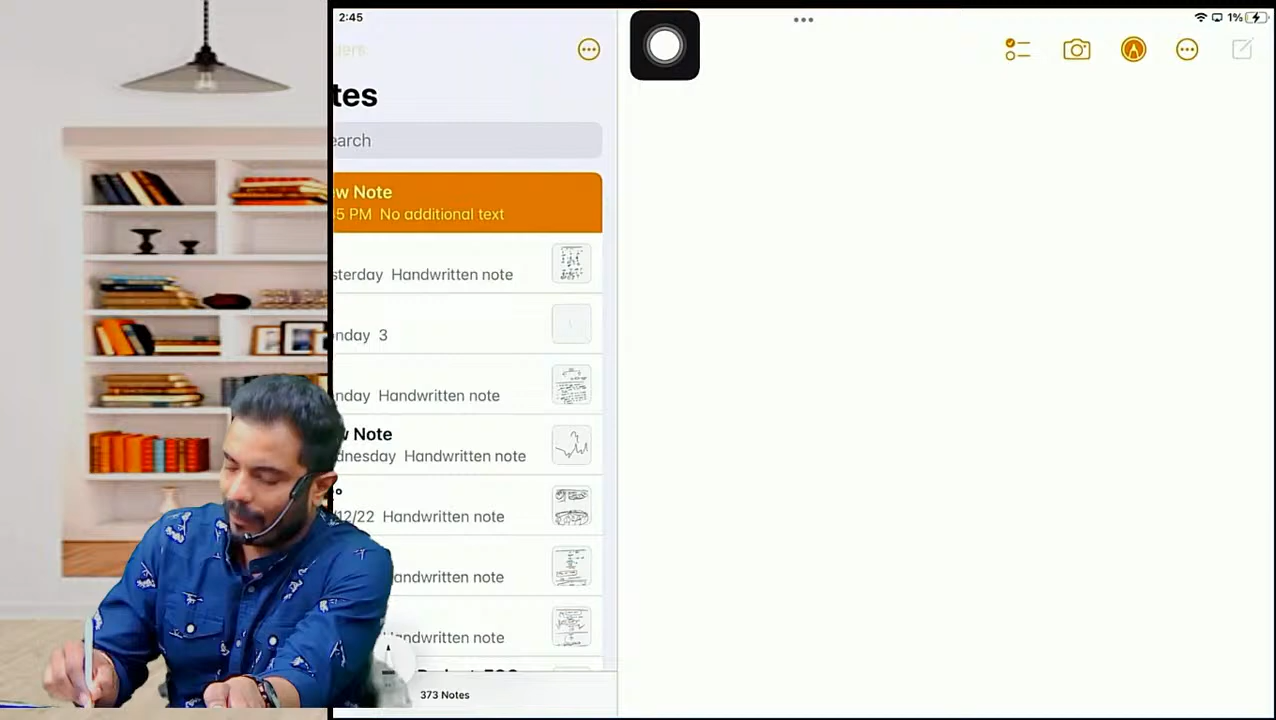 2:45
1%
tes
earch
w Note
5 PM No additional text
sterday Handwritten note
nday 3
nday Handwritten note
w Note
dnesday Handwritten note
/12/22 Handwritten note
andwritten note
andwritten note
373 Notes